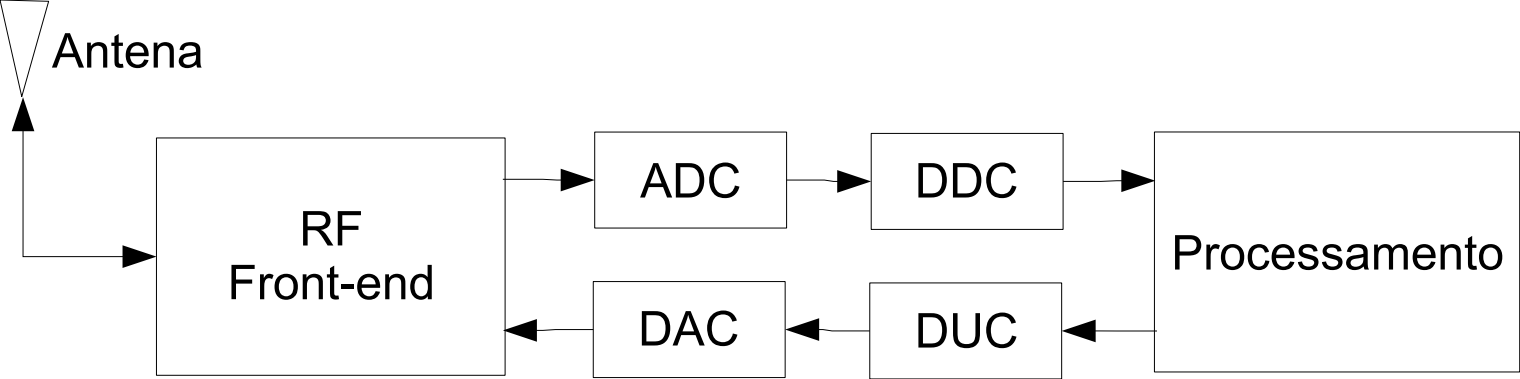 Antena
RF
Front-end
ADC
DDC
Processamento
DAC
DUC